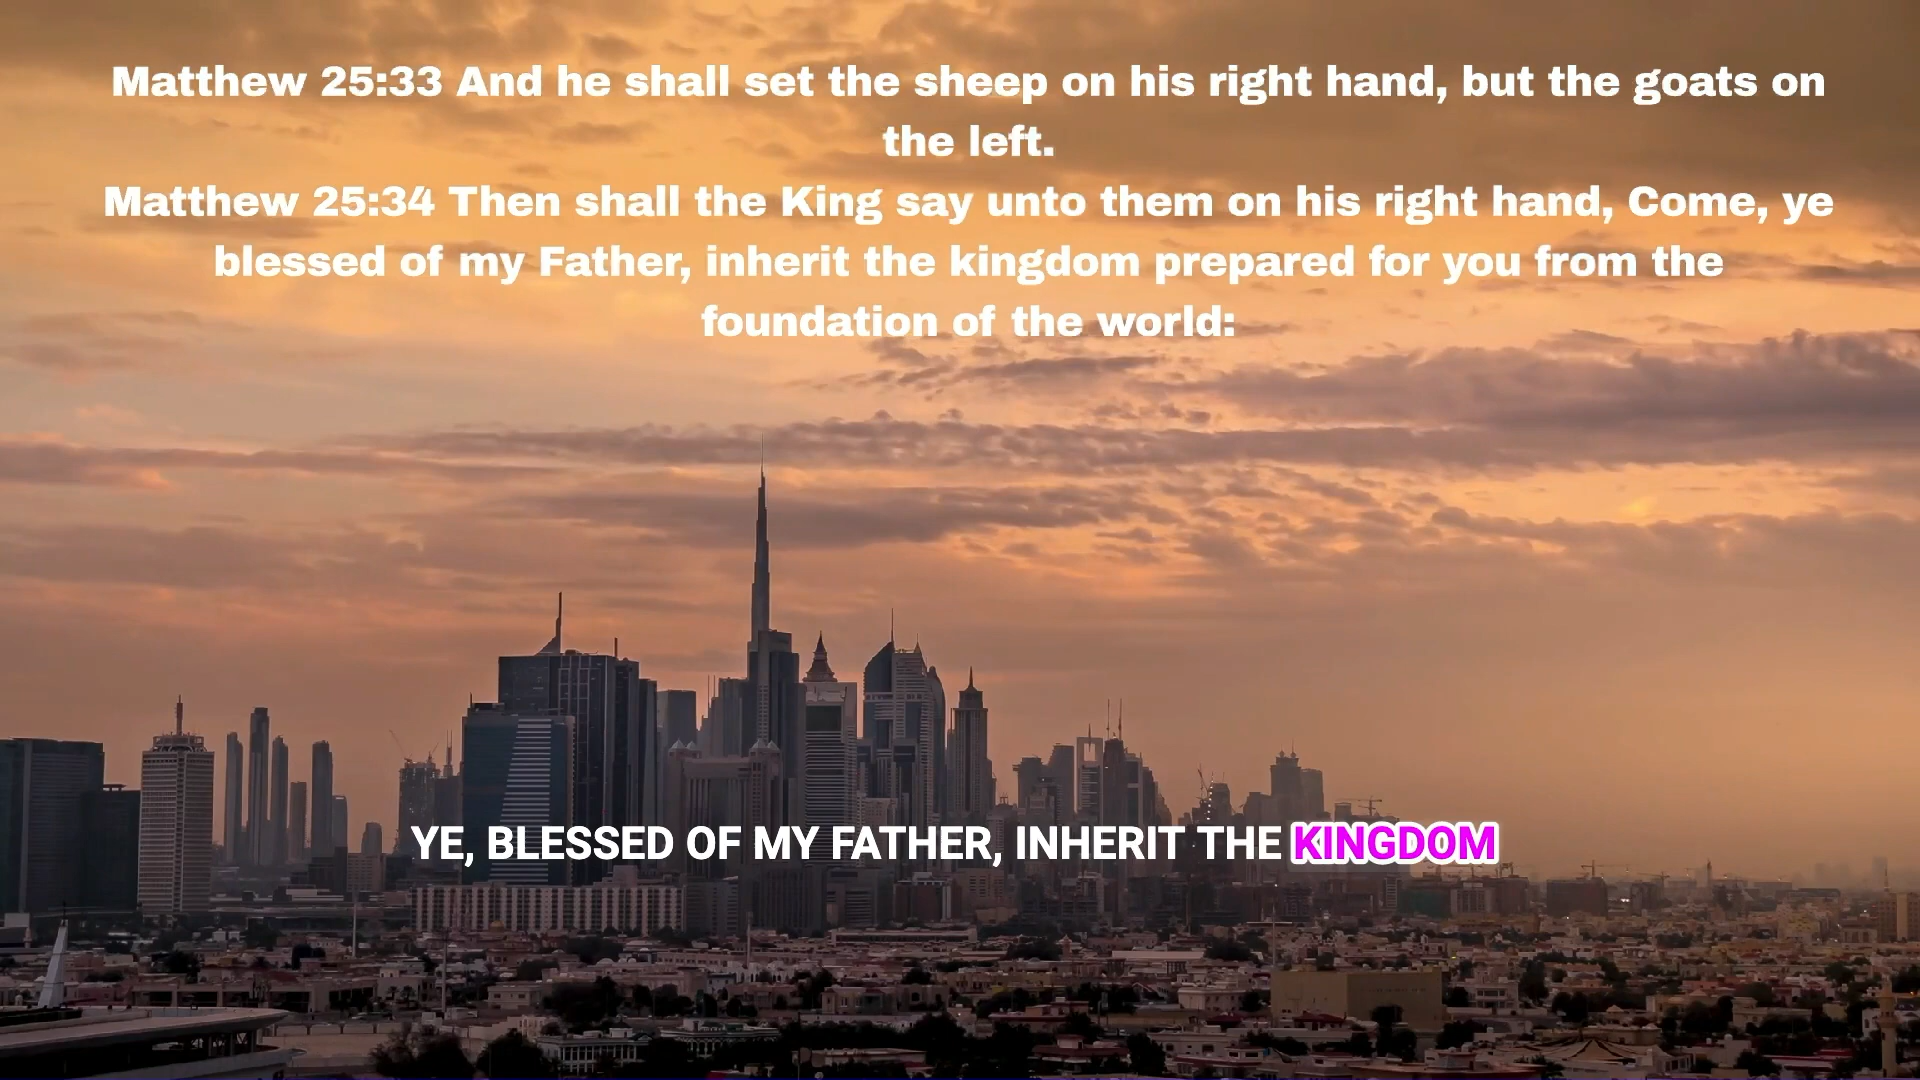 Matthew 25:33 And he shall set the sheep on his right hand, but the goats on
the left.
Matthew 25:34 Then shall the King say unto them on his right hand, Come, ye
blessed of my Father, inherit the kingdom prepared for you from the
foundation of the world:
YE, BLESSED OF MY FATHER, INHERIT THE KINGDOM